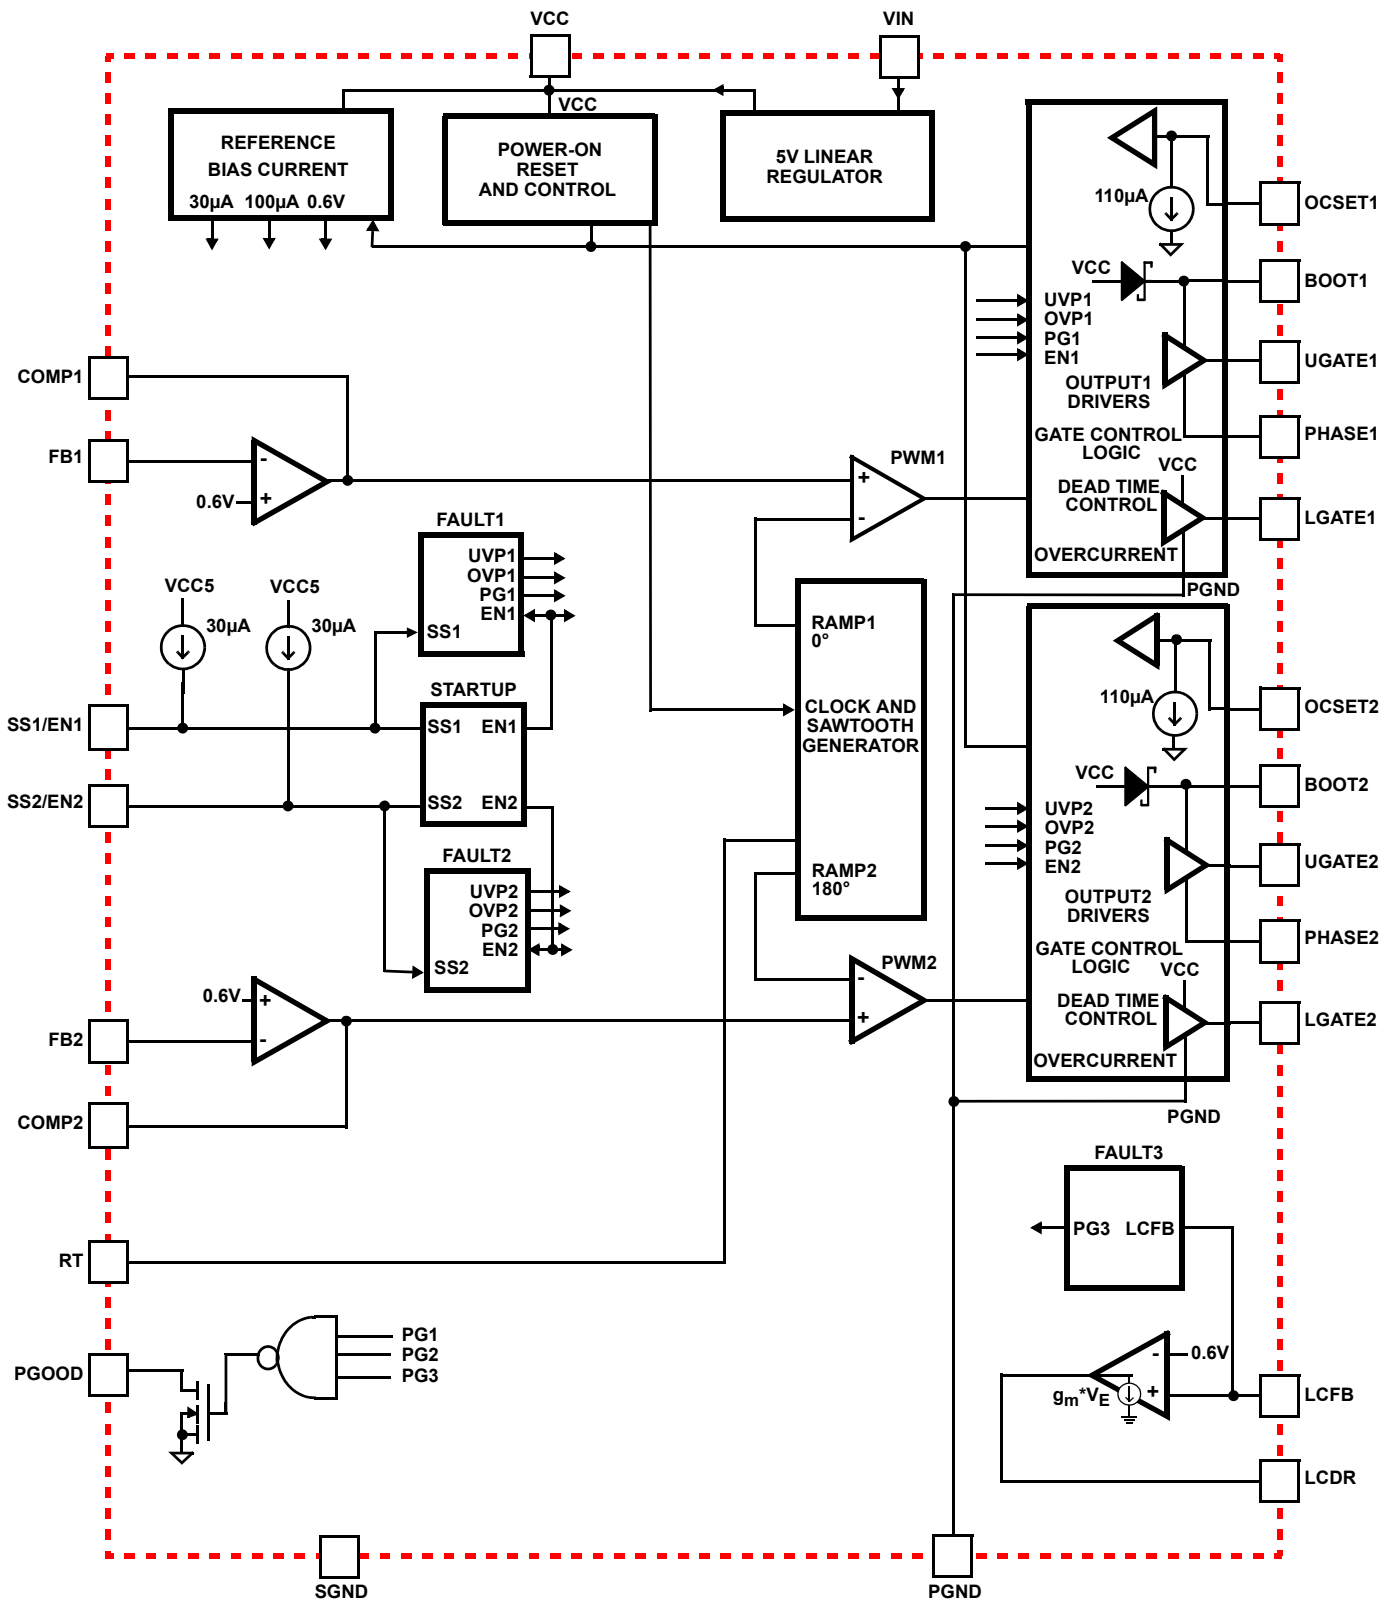 VCC
VIN
VCC
REFERENCE
BIAS CURRENT
30µA 100µA 0.6V
POWER-ON
RESET
AND CONTROL
5V LINEAR
REGULATOR
110µA
OCSET1
VCC
BOOT1
UVP1
OVP1
PG1
EN1
UGATE1
OUTPUT1
DRIVERS
PHASE1
GATE CONTROL
LOGIC
VCC
DEAD TIME
CONTROL
LGATE1
OVERCURRENT
PGND
COMP1
FB1
-
+
0.6V
PWM1
+
-
FAULT1
UVP1
OVP1
PG1
EN1
SS1
VCC5
30µA
VCC5
30µA
STARTUP
SS1 EN1
SS2 EN2
SS1/EN1
SS2/EN2
RAMP1
0°
CLOCK AND
SAWTOOTH
GENERATOR
RAMP2
180°
FAULT2
UVP2
OVP2
PG2
EN2
SS2
110µA
OCSET2
VCC
BOOT2
UVP2
OVP2
PG2
EN2
UGATE2
OUTPUT2
DRIVERS
PHASE2
GATE CONTROL
LOGIC
VCC
DEAD TIME
CONTROL
LGATE2
OVERCURRENT
PGND
PWM2
-
+
0.6V
+
-
FB2
COMP2
FAULT3
PG3 LCFB
RT
PG1
PG2
PG3
PGOOD
-
0.6V
+
gm*VE
LCFB
LCDR
SGND
PGND